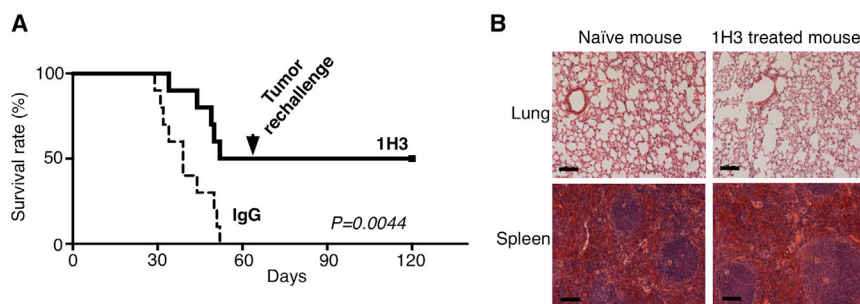 A
Survival rate (%)
100
50
0
0
30
60
90
120
Days
Tumor
rechallenge
1H3
IgG
P=0.0044
B
Naïve mouse
1H3 treated mouse
Lung
Spleen